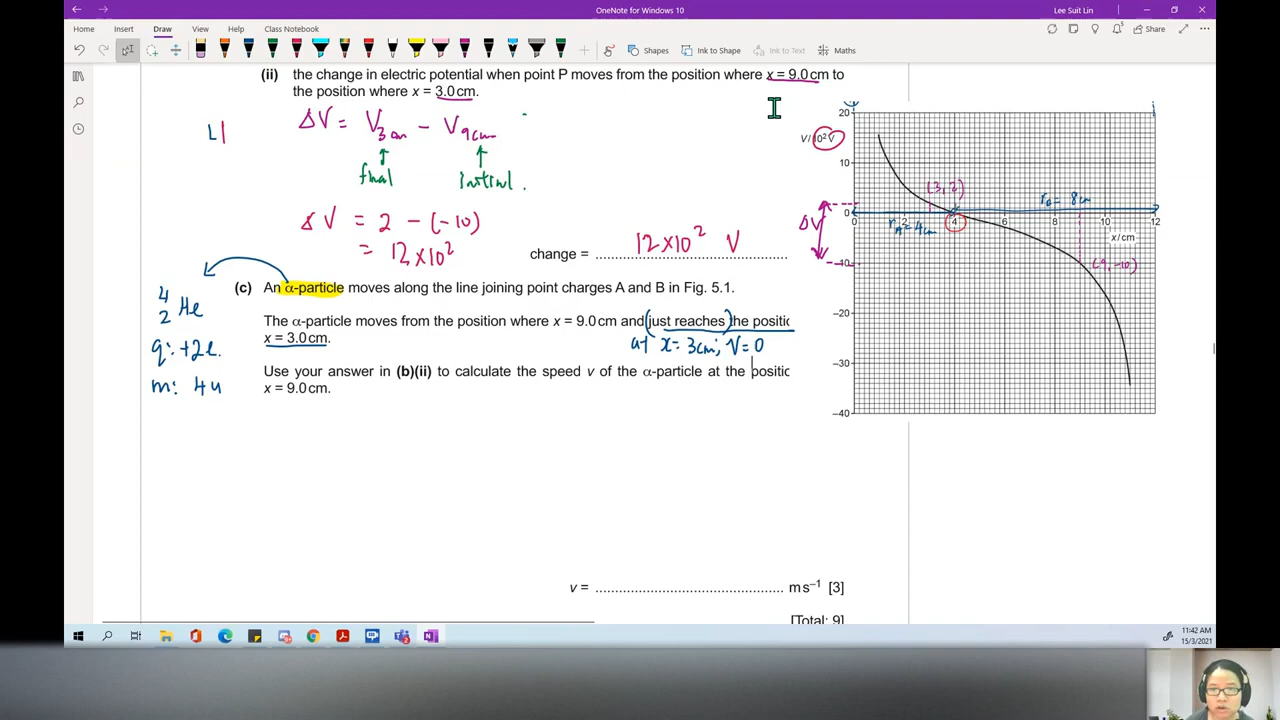 OneNote for Windows 10
Lee Suit Lin
Home Insert Draw View Help Class Notebook
Share
Shapes Ink to Shape Ink to Text Maths
(ii) the change in electric potential when point P moves from the position where x = 9.0 cm to
the position where x = 3.0 cm.
L
ΔV = V3cm − V9cm
final initial.
ΔV = 2 − (−10)
= 12×10²
change = 12×10² V
(c) An α-particle moves along the line joining point charges A and B in Fig. 5.1.
The α-particle moves from the position where x = 9.0 cm and (just reaches) the positic
x = 3.0 cm.
at x = 3cm; V = 0
Use your answer in (b)(ii) to calculate the speed v of the α-particle at the positic
x = 9.0 cm.
4
2 He
q: +2e.
m: 4u
v = ms⁻¹ [3]
[Total: 9]
20
V/10² V
10
(3, 2)
rB = 8cm
0
0 2 4 6 8 10 12
rA = 4cm
x/cm
ΔV
−10
(9, −10)
−20
−30
−40
11:42 AM
15/3/2021